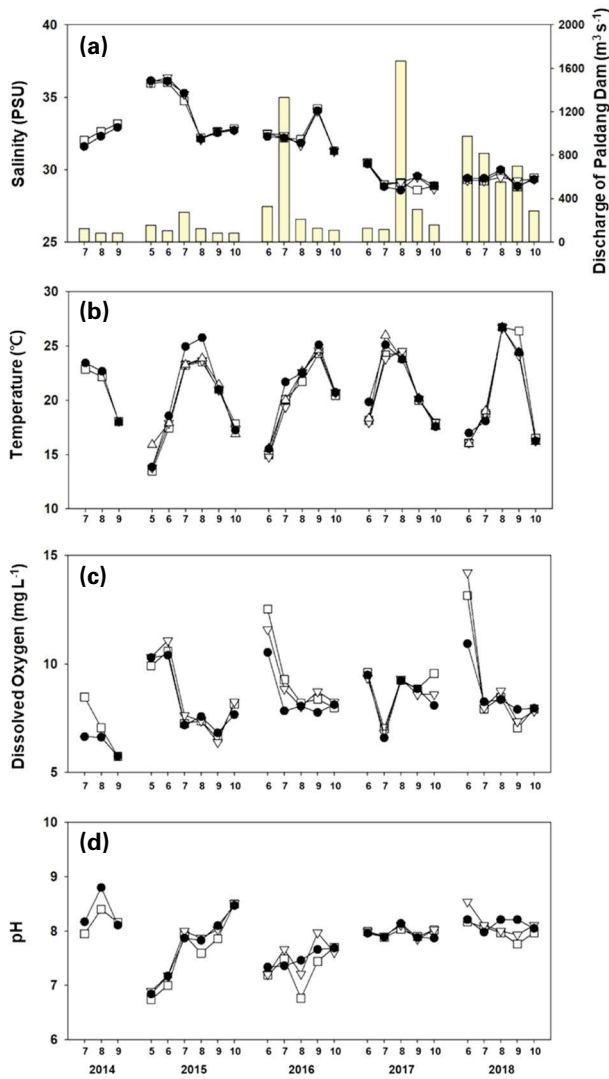 (a)
Salinity (PSU)
40
35
30
25
2000
1600
1200
800
400
0
Discharge of Paldang Dam (m³ s⁻¹)
7 8 9 5 6 7 8 9 10 6 7 8 9 10 6 7 8 9 10 6 7 8 9 10
(b)
Temperature (°C)
30
25
20
15
10
7 8 9 5 6 7 8 9 10 6 7 8 9 10 6 7 8 9 10 6 7 8 9 10
(c)
Dissolved Oxygen (mg L⁻¹)
15
10
5
7 8 9 5 6 7 8 9 10 6 7 8 9 10 6 7 8 9 10 6 7 8 9 10
(d)
pH
10
9
8
7
6
7 8 9 5 6 7 8 9 10 6 7 8 9 10 6 7 8 9 10 6 7 8 9 10
2014 2015 2016 2017 2018